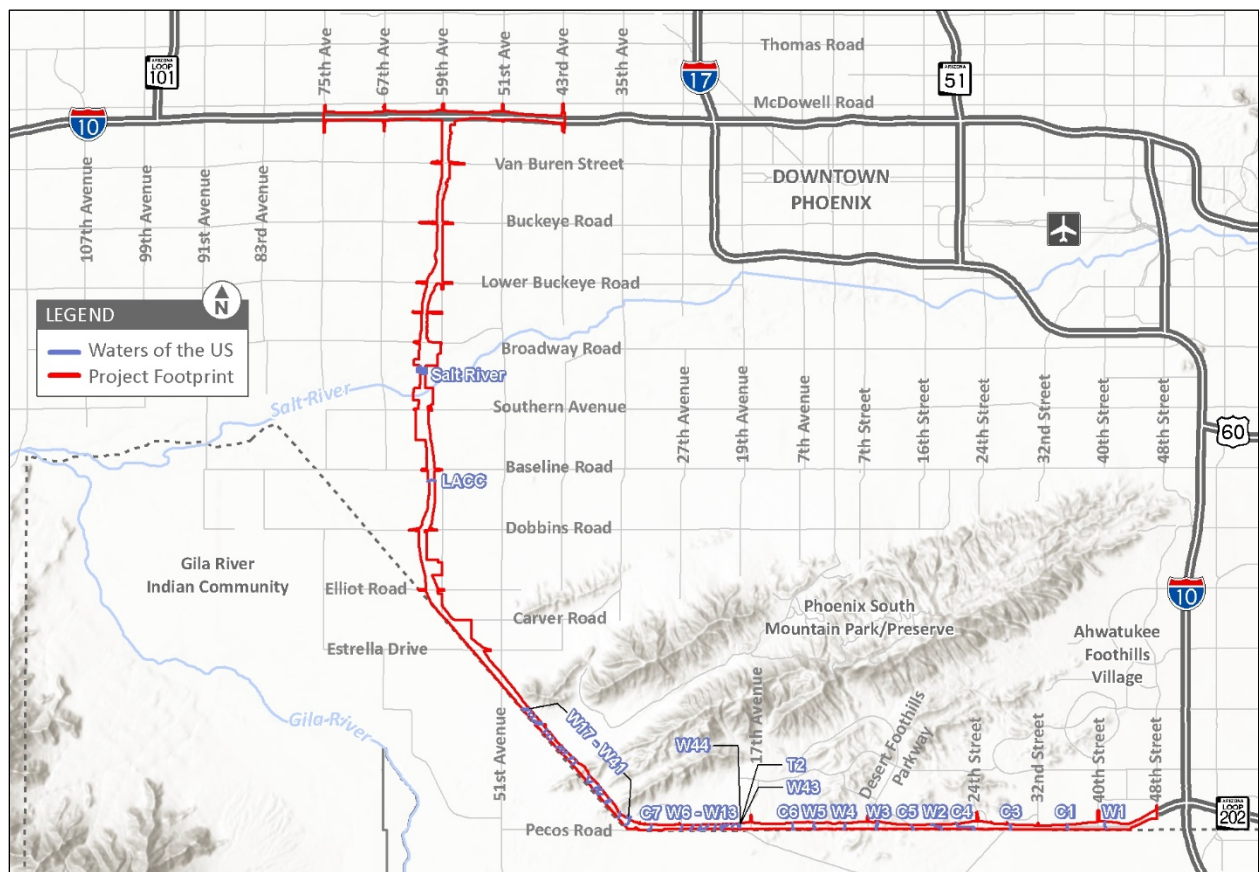 75th Ave
67th Ave
59th Ave
51st Ave
43rd Ave
35th Ave
Thomas Road
ARIZONA
LOOP
101
17
ARIZONA
51
McDowell Road
10
Van Buren Street
DOWNTOWN
PHOENIX
107th Avenue
99th Avenue
91st Avenue
83rd Avenue
Buckeye Road
Lower Buckeye Road
LEGEND
N
Waters of the US
Project Footprint
Broadway Road
Salt River
Salt River
Southern Avenue
27th Avenue
19th Avenue
7th Avenue
7th Street
16th Street
24th Street
32nd Street
40th Street
48th Street
60
Baseline Road
LACC
Dobbins Road
Gila River
Indian Community
Elliot Road
10
Phoenix South
Mountain Park/Preserve
Carver Road
Ahwatukee
Foothills
Village
Estrella Drive
Gila River
51st Avenue
W17 - W41
W44
17th Avenue
T2
W43
Desert Foothills
Parkway
24th Street
32nd Street
40th Street
48th Street
Pecos Road
C7
W6 - W13
C6
W5
W4
W3
C5
W2
C4
C3
C1
W1
ARIZONA
LOOP
202